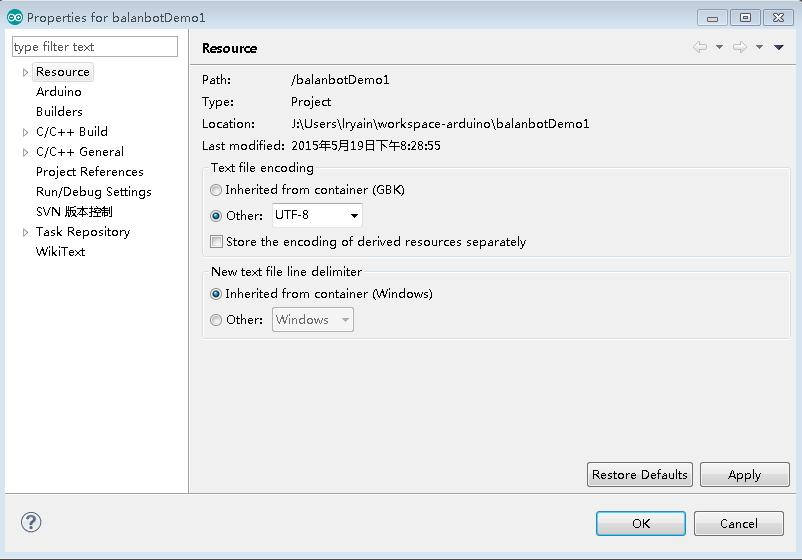 Properties for balanbotDemo1
type filter text
Resource
Arduino
Builders
C/C++ Build
C/C++ General
Project References
Run/Debug Settings
SVN 版本控制
Task Repository
WikiText
Resource
Path: /balanbotDemo1
Type: Project
Location: J:\Users\lryain\workspace-arduino\balanbotDemo1
Last modified: 2015年5月19日下午8:28:55
Text file encoding
Inherited from container (GBK)
Other: UTF-8
Store the encoding of derived resources separately
New text file line delimiter
Inherited from container (Windows)
Other: Windows
Restore Defaults Apply
OK Cancel